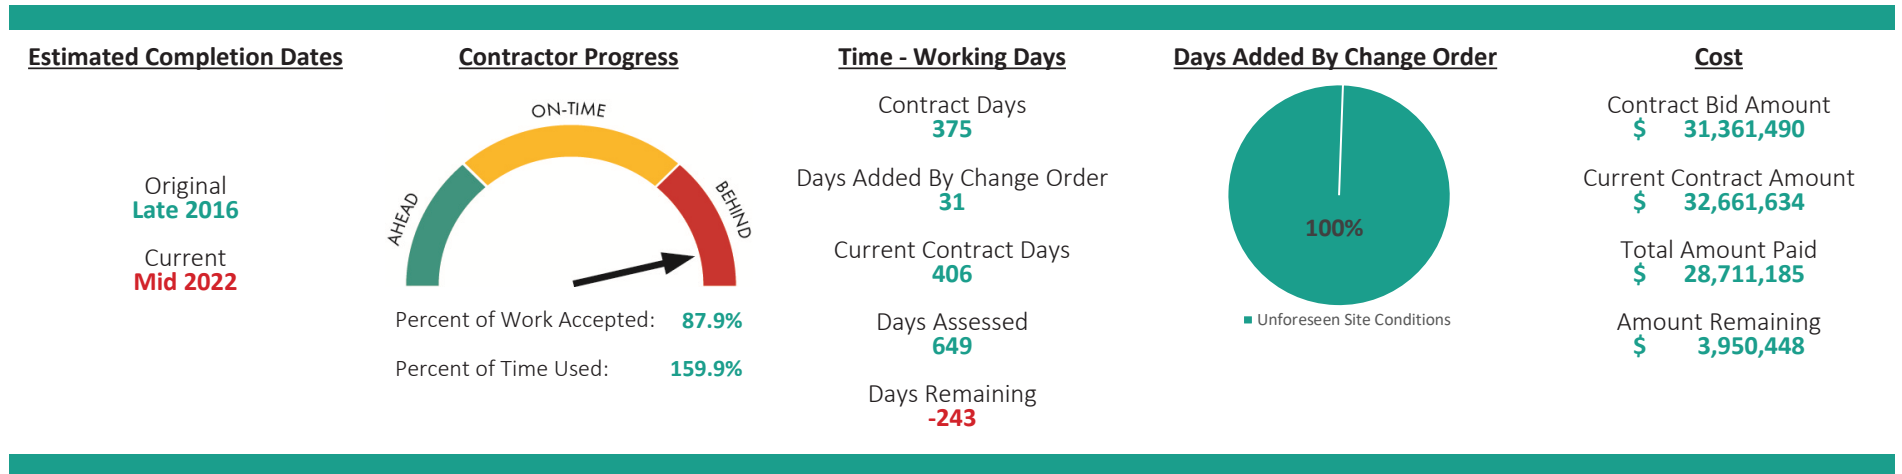 Estimated Completion Dates
Original
Late 2016
Current
Mid 2022
Contractor Progress
ON-TIME
AHEAD
BEHIND
Percent of Work Accepted: 87.9%
Percent of Time Used: 159.9%
Time - Working Days
Contract Days
375
Days Added By Change Order
31
Current Contract Days
406
Days Assessed
649
Days Remaining
-243
Days Added By Change Order
100%
Unforeseen Site Conditions
Cost
Contract Bid Amount
$ 31,361,490
Current Contract Amount
$ 32,661,634
Total Amount Paid
$ 28,711,185
Amount Remaining
$ 3,950,448